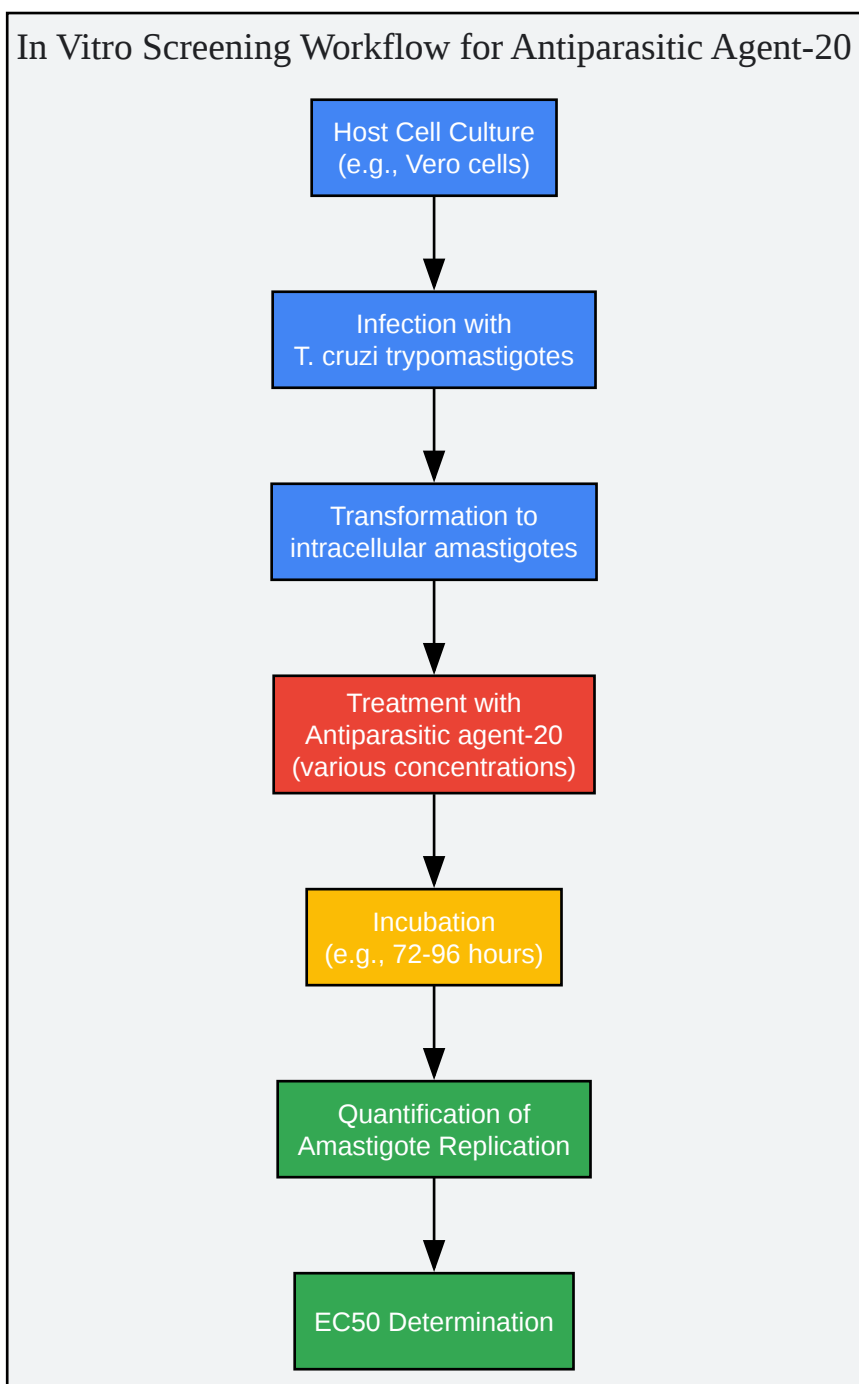 In Vitro Screening Workflow for Antiparasitic Agent-20
Host Cell Culture
(e.g., Vero cells)
Infection with
T. cruzi trypomastigotes
Transformation to
intracellular amastigotes
Treatment with
Antiparasitic agent-20
(various concentrations)
Incubation
(e.g., 72-96 hours)
Quantification of
Amastigote Replication
EC50 Determination